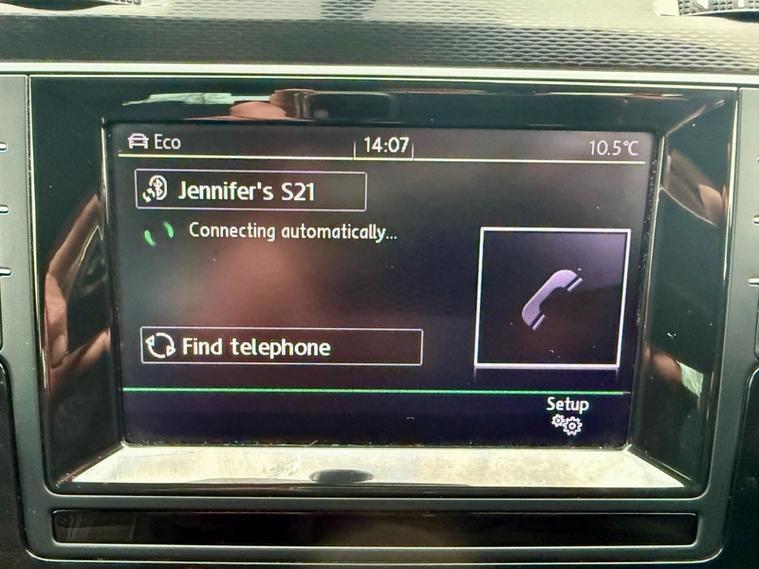 Eco 14:07 10.5°C
Jennifer's S21
Connecting automatically...
Find telephone
Setup